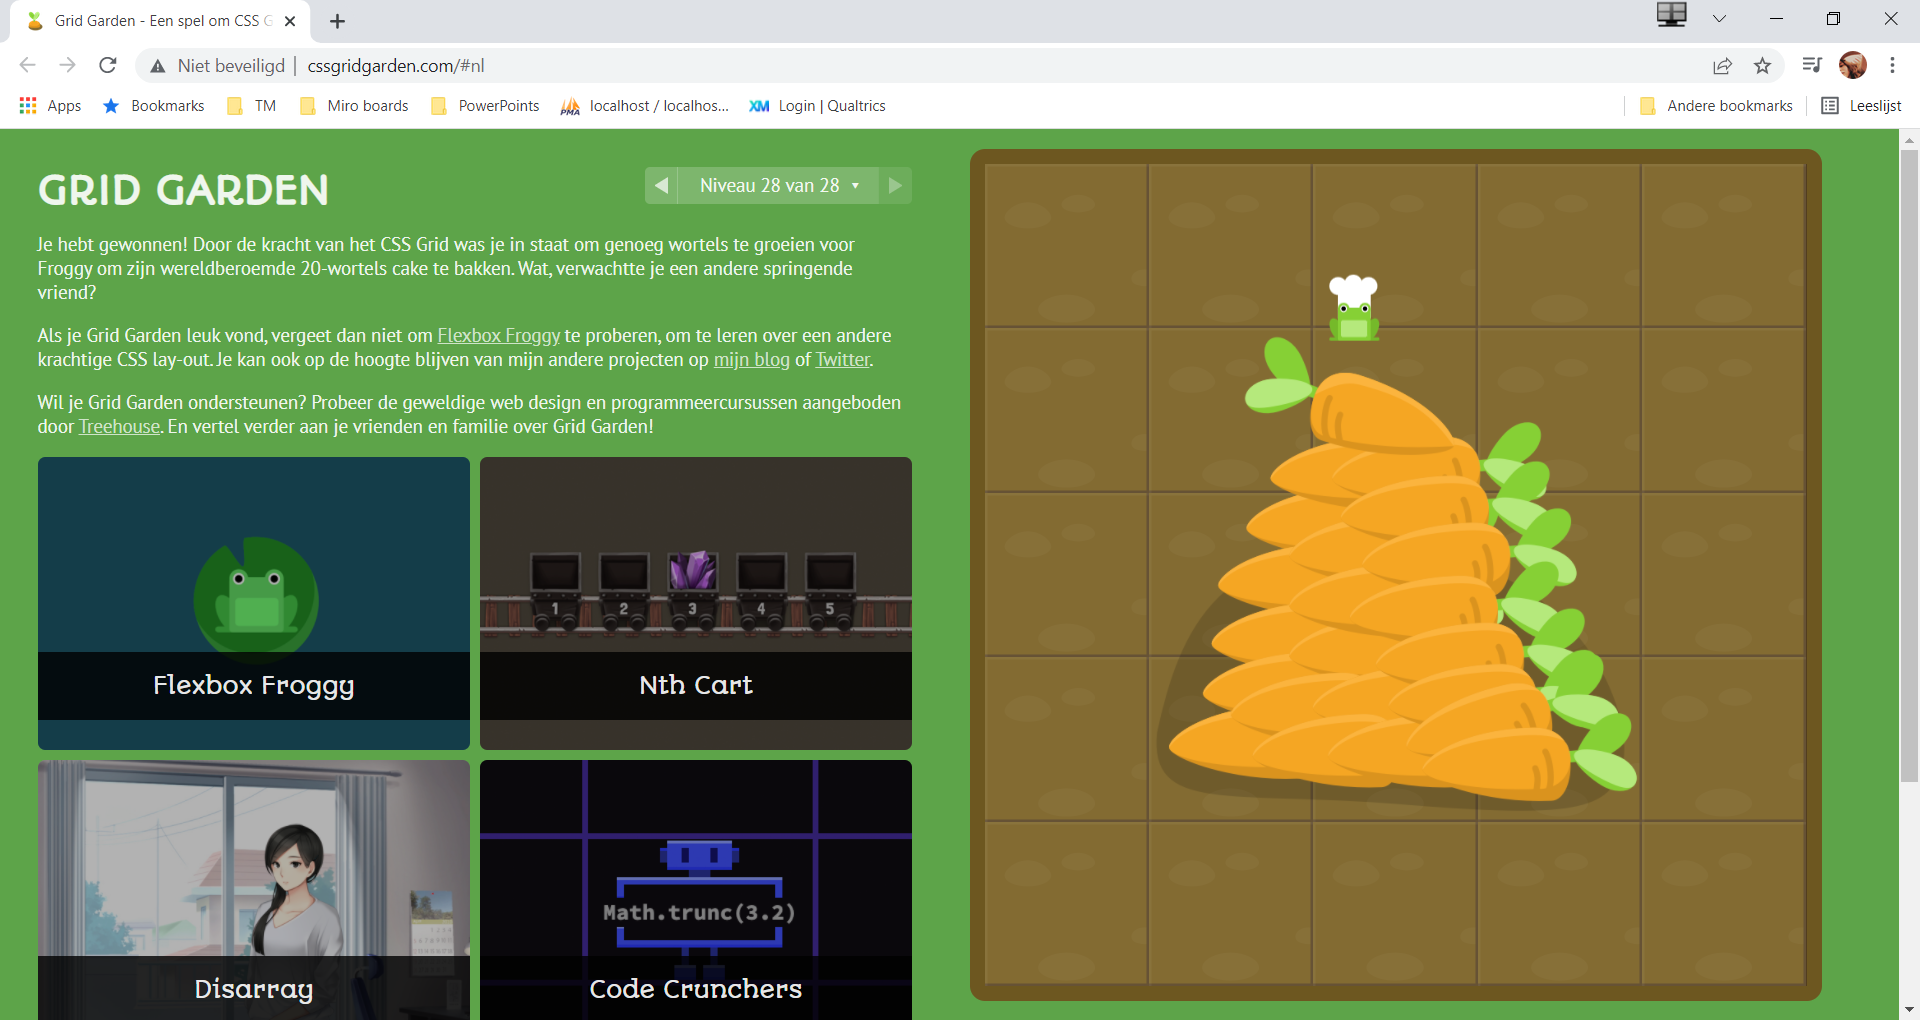 Grid Garden - Een spel om CSS G
Niet beveiligd
cssgridgarden.com/#nl
Apps
Bookmarks
TM
Miro boards
PowerPoints
PMA
localhost / localhos...
XM
Login | Qualtrics
Andere bookmarks
Leeslijst
GRID GARDEN
Niveau 28 van 28
Je hebt gewonnen! Door de kracht van het CSS Grid was je in staat om genoeg wortels te groeien voor
Froggy om zijn wereldberoemde 20-wortels cake te bakken. Wat, verwachtte je een andere springende
vriend?
Als je Grid Garden leuk vond, vergeet dan niet om Flexbox Froggy te proberen, om te leren over een andere
krachtige CSS lay-out. Je kan ook op de hoogte blijven van mijn andere projecten op mijn blog of Twitter.
Wil je Grid Garden ondersteunen? Probeer de geweldige web design en programmeercursussen aangeboden
door Treehouse. En vertel verder aan je vrienden en familie over Grid Garden!
1 2 3 4 5
Flexbox Froggy
Nth Cart
Math.trunc(3.2)
Disarray
Code Crunchers